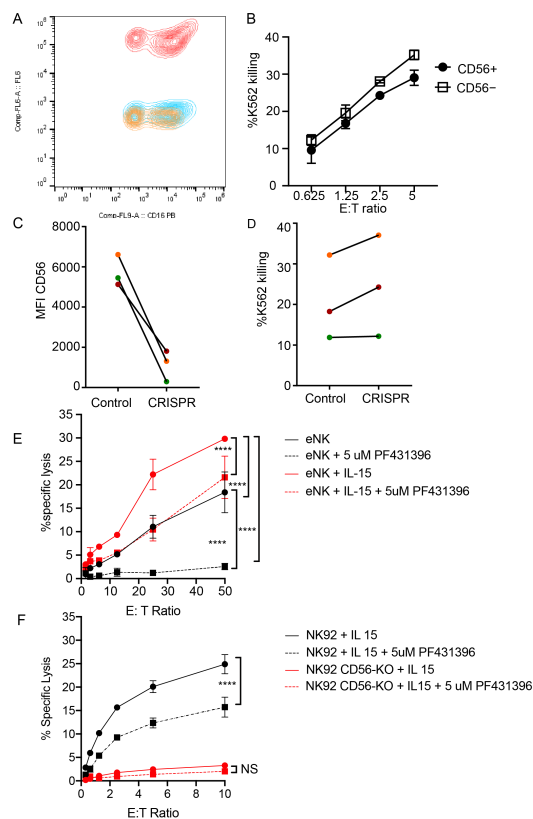 A
Comp-FL6-A :: FL6
10^6
10^5
10^4
10^3
10^2
10^1
10^0
10^0 10^1 10^2 10^3 10^4 10^5 10^6
Comp-FL9-A :: CD16 PB
B
%K562 killing
40
30
20
10
0
0.625 1.25 2.5 5
E:T ratio
CD56+
CD56−
C
MFI CD56
8000
6000
4000
2000
0
Control CRISPR
D
%K562 killing
40
30
20
10
0
Control CRISPR
E
%specific lysis
35
30
25
20
15
10
5
0
0 10 20 30 40 50
E: T Ratio
****
****
****
****
eNK
eNK + 5 uM PF431396
eNK + IL-15
eNK + IL-15 + 5uM PF431396
F
% Specific Lysis
35
30
25
20
15
10
5
0
0 2 4 6 8 10
E:T Ratio
****
NS
NK92 + IL 15
NK92 + IL 15 + 5uM PF431396
NK92 CD56-KO + IL 15
NK92 CD56-KO + IL15 + 5 uM PF431396